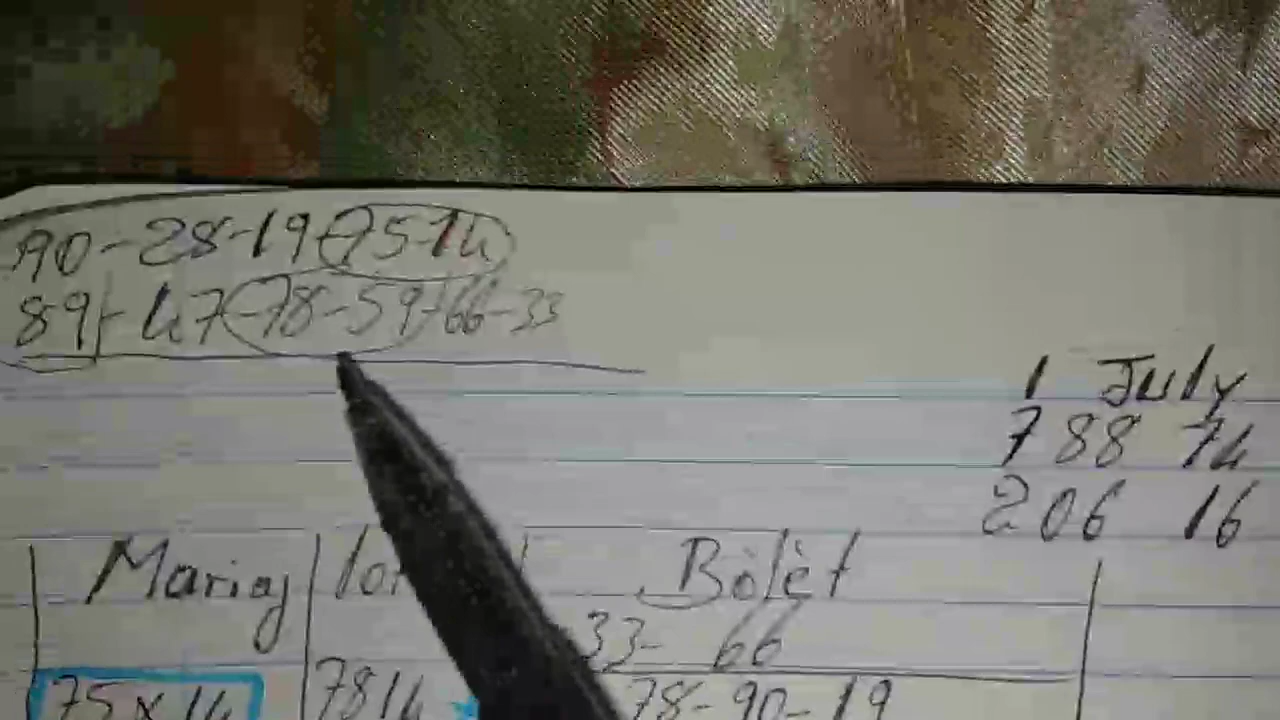 90-28-19-75-14
89-47-78-59-66-33
1 July
788 74
206 16
Mariaj
Bòlèt
33- 66
75x14 7814 78-90-19